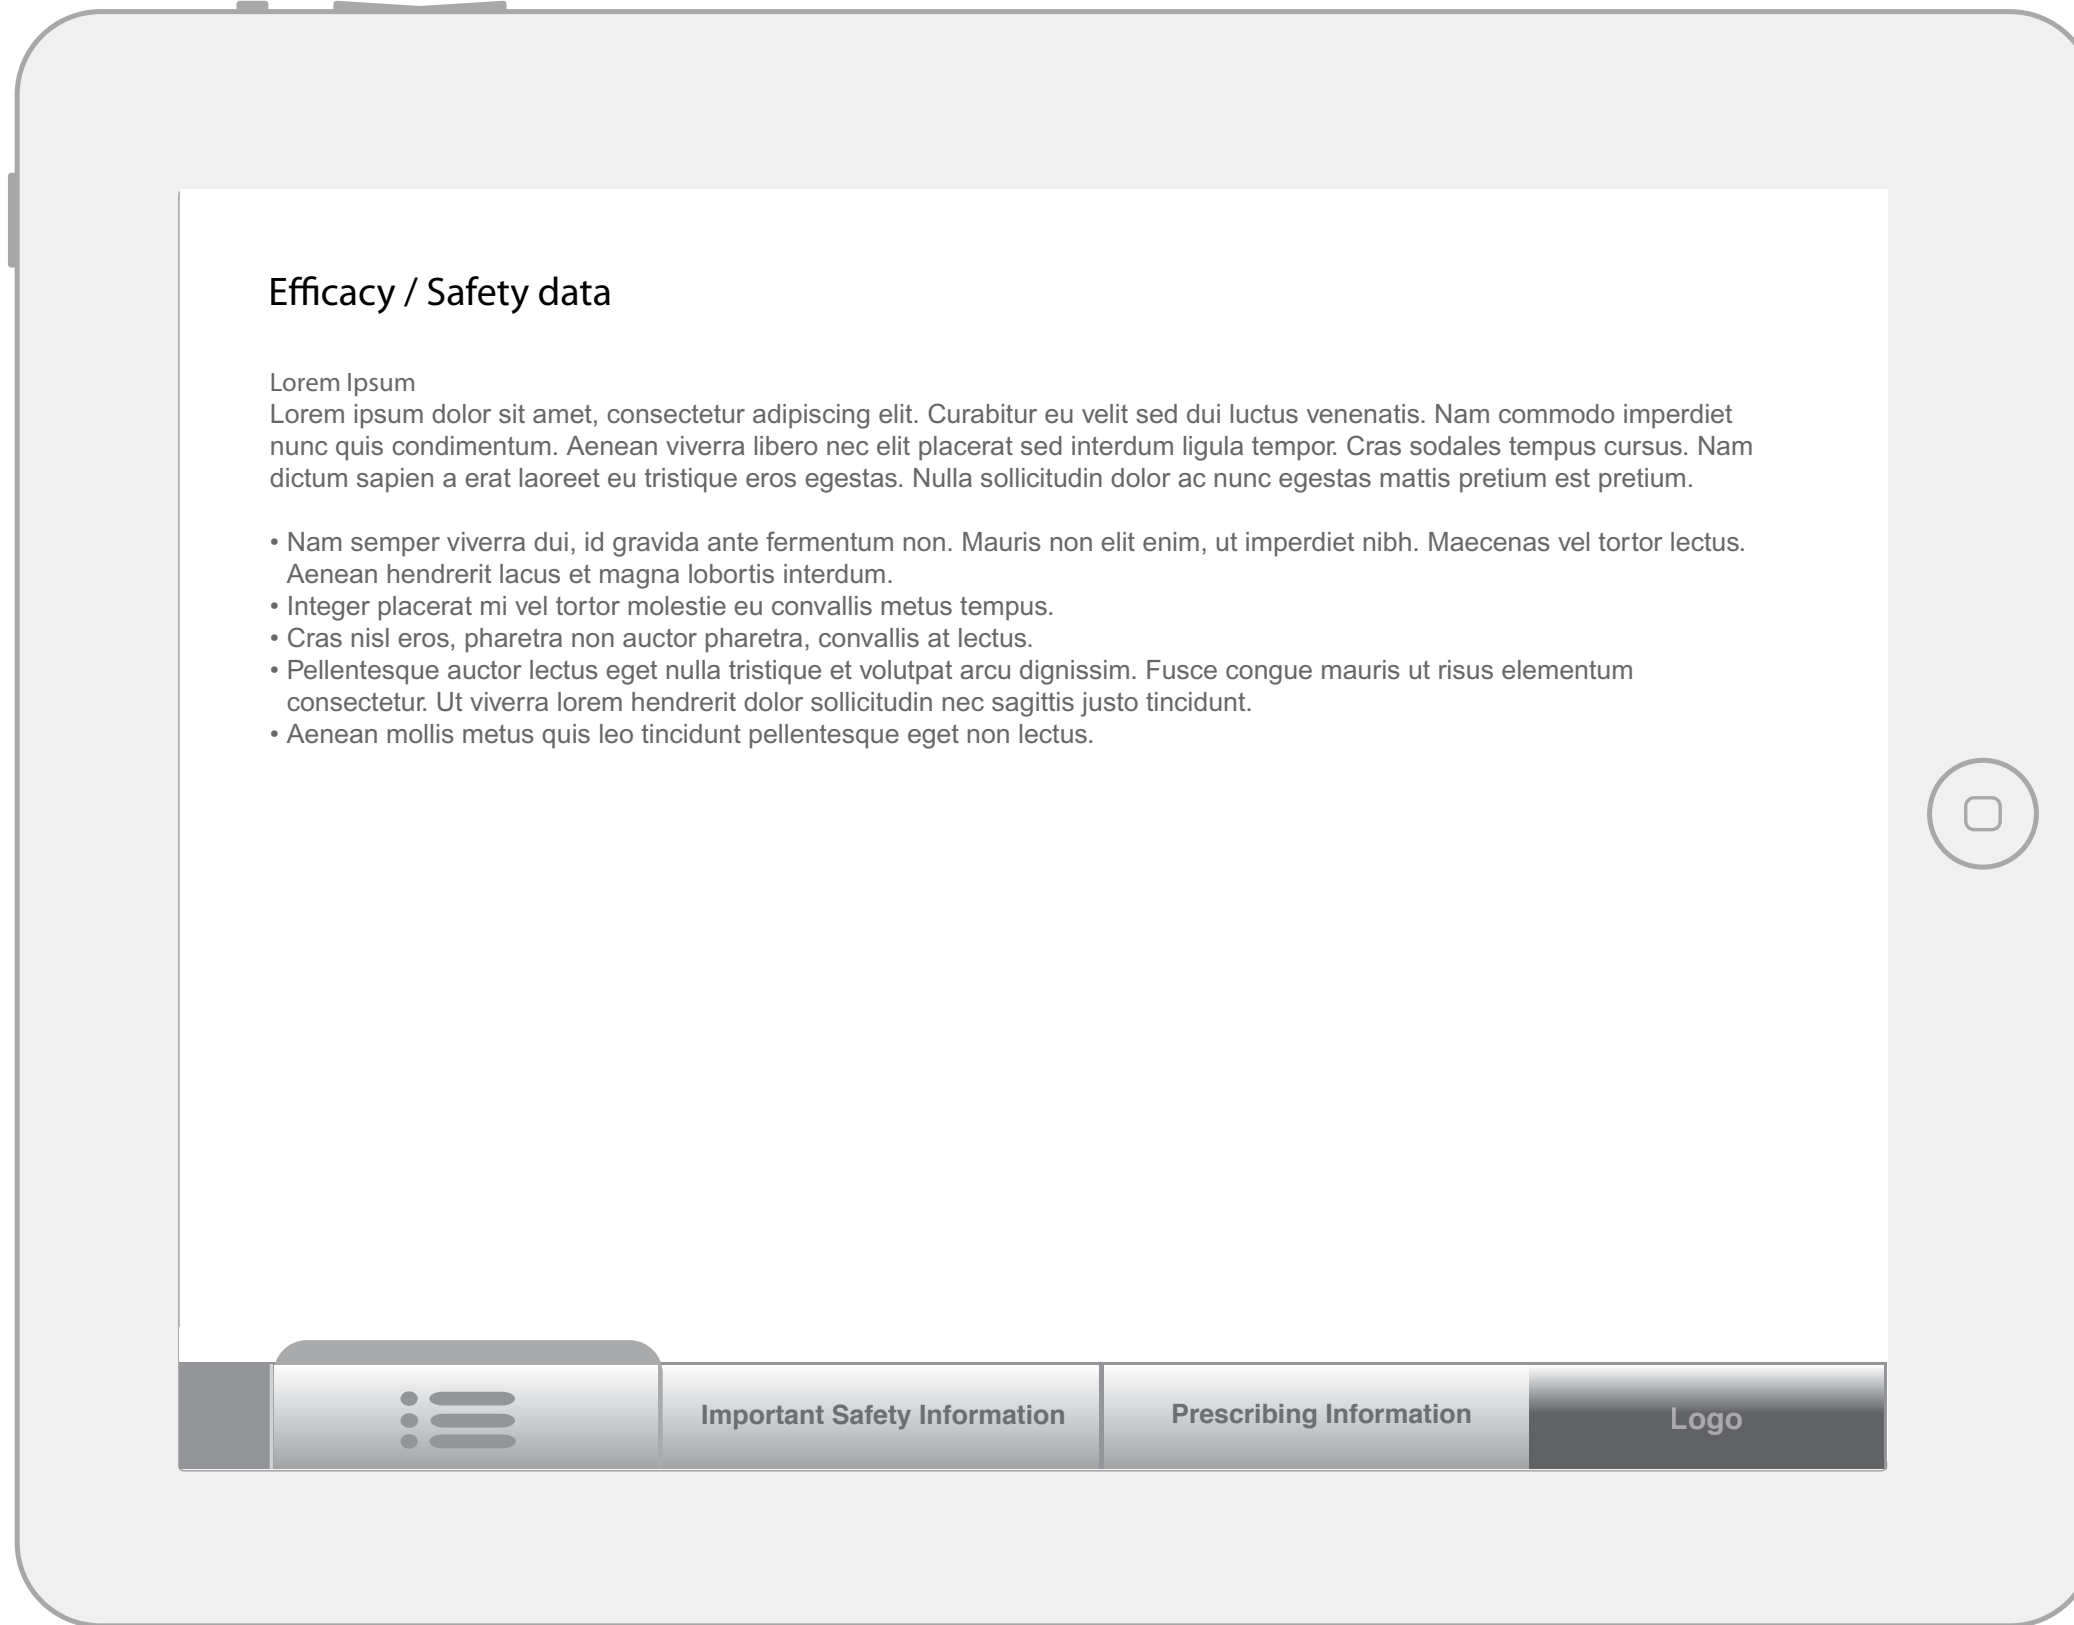 Efficacy / Safety data
Lorem Ipsum
Lorem ipsum dolor sit amet, consectetur adipiscing elit. Curabitur eu velit sed dui luctus venenatis. Nam commodo imperdiet
nunc quis condimentum. Aenean viverra libero nec elit placerat sed interdum ligula tempor. Cras sodales tempus cursus. Nam
dictum sapien a erat laoreet eu tristique eros egestas. Nulla sollicitudin dolor ac nunc egestas mattis pretium est pretium.
• Nam semper viverra dui, id gravida ante fermentum non. Mauris non elit enim, ut imperdiet nibh. Maecenas vel tortor lectus.
Aenean hendrerit lacus et magna lobortis interdum.
• Integer placerat mi vel tortor molestie eu convallis metus tempus.
• Cras nisl eros, pharetra non auctor pharetra, convallis at lectus.
• Pellentesque auctor lectus eget nulla tristique et volutpat arcu dignissim. Fusce congue mauris ut risus elementum
consectetur. Ut viverra lorem hendrerit dolor sollicitudin nec sagittis justo tincidunt.
• Aenean mollis metus quis leo tincidunt pellentesque eget non lectus.
Important Safety Information
Prescribing Information
Logo